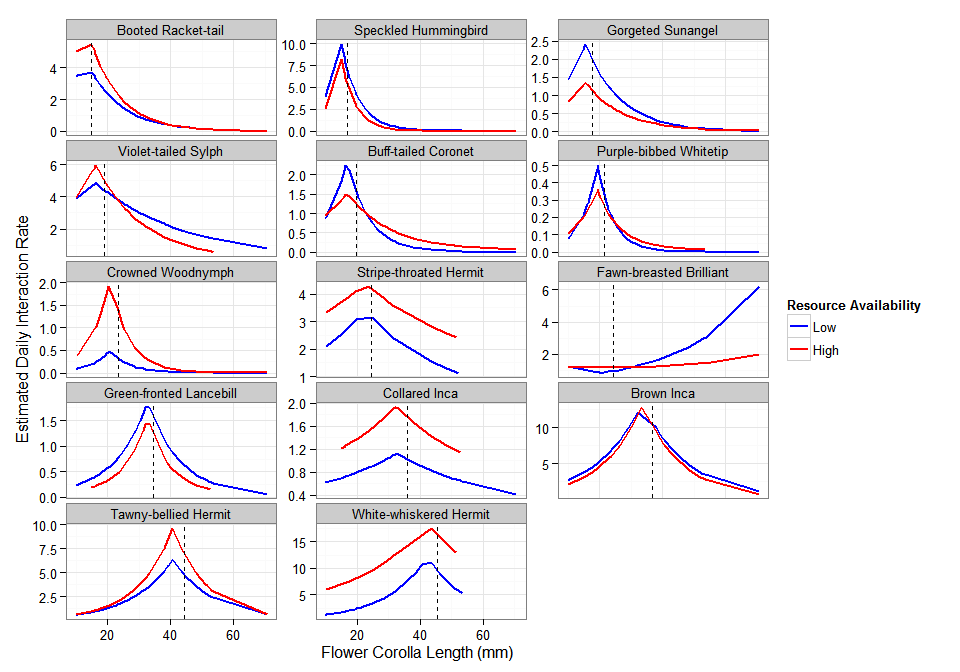 Booted Racket-tail
Speckled Hummingbird
Gorgeted Sunangel
4
2
0
10.0
7.5
5.0
2.5
0.0
2.5
2.0
1.5
1.0
0.5
0.0
Violet-tailed Sylph
Buff-tailed Coronet
Purple-bibbed Whitetip
6
4
2
2.0
1.5
1.0
0.5
0.0
0.5
0.4
0.3
0.2
0.1
0.0
Crowned Woodnymph
Stripe-throated Hermit
Fawn-breasted Brilliant
2.0
1.5
1.0
0.5
0.0
4
3
2
1
6
4
2
Green-fronted Lancebill
Collared Inca
Brown Inca
1.5
1.0
0.5
0.0
2.0
1.6
1.2
0.8
0.4
10
5
Tawny-bellied Hermit
White-whiskered Hermit
10.0
7.5
5.0
2.5
15
10
5
20 40 60
20 40 60
Flower Corolla Length (mm)
Estimated Daily Interaction Rate
Resource Availability
Low
High